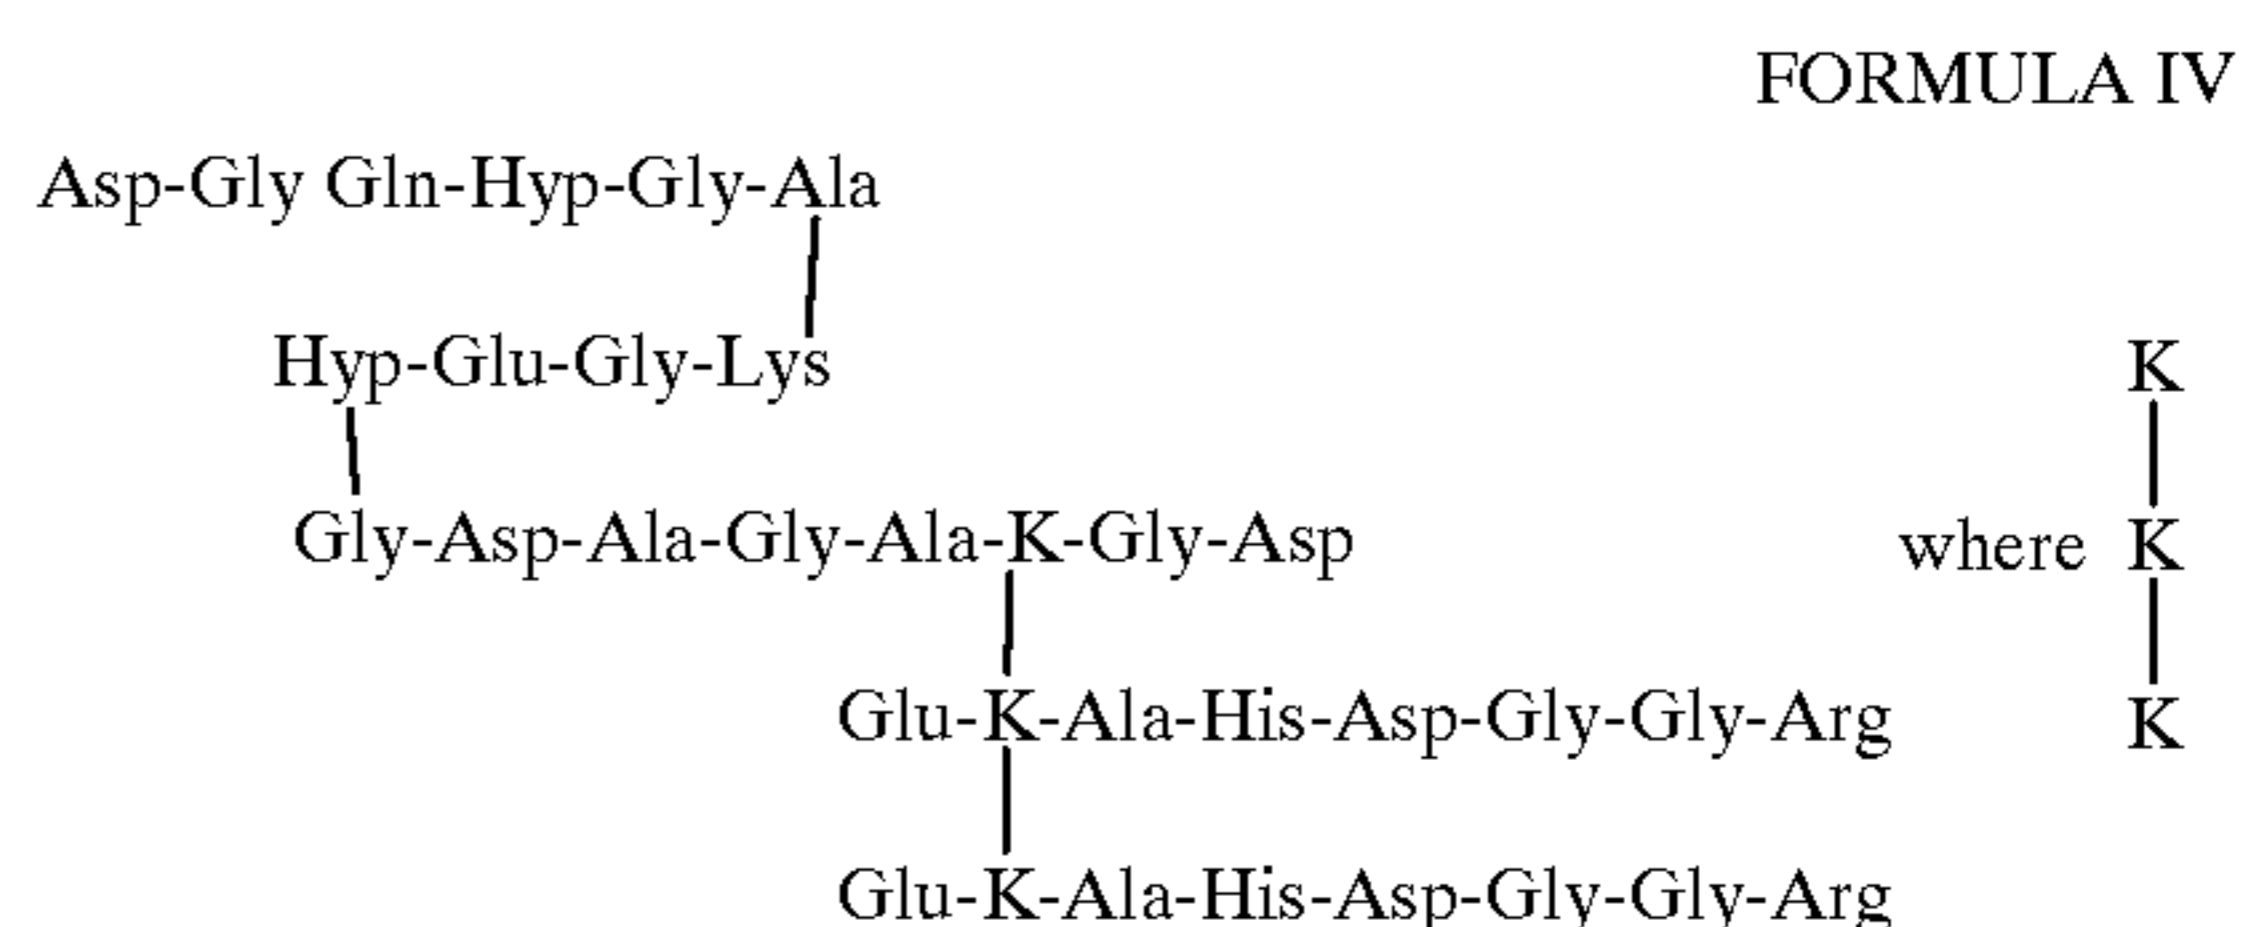 FORMULA IV
Asp-Gly Gln-Hyp-Gly-Ala
Hyp-Glu-Gly-Lys
K
Gly-Asp-Ala-Gly-Ala-K-Gly-Asp
where K
Glu-K-Ala-His-Asp-Gly-Gly-Arg
K
Glu-K-Ala-His-Asp-Gly-Gly-Arg